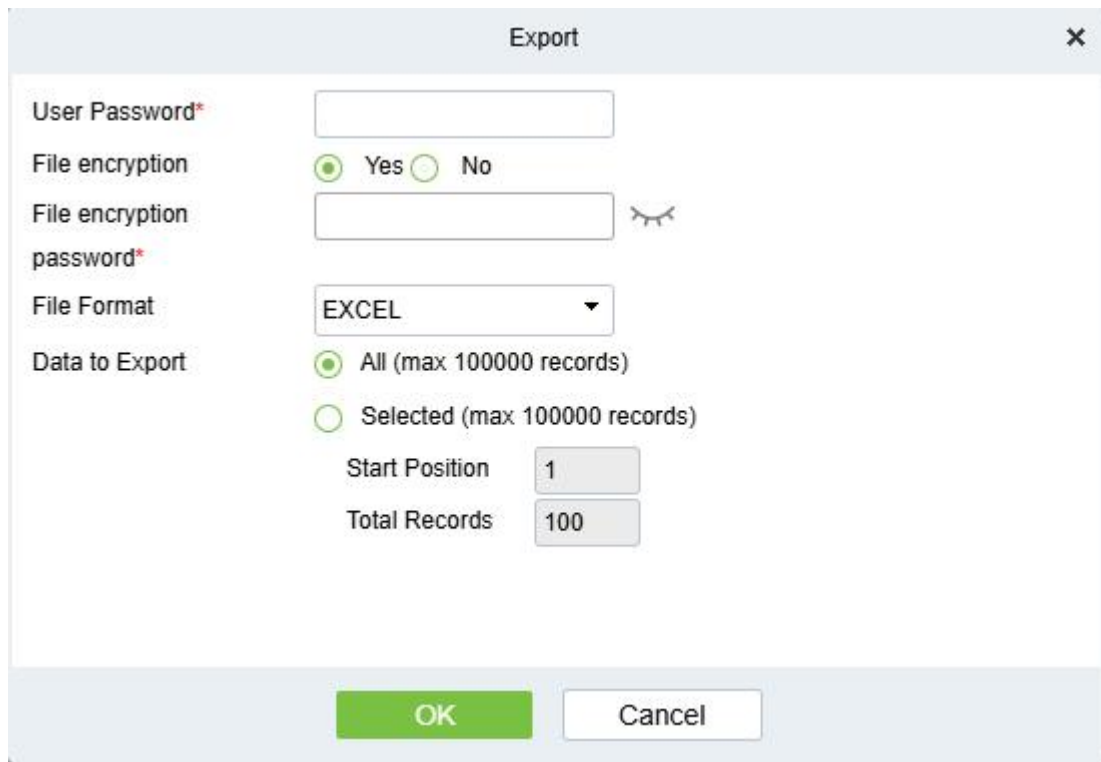 Export
User Password*
File encryption Yes No
File encryption
password*
File Format EXCEL
Data to Export All (max 100000 records)
Selected (max 100000 records)
Start Position 1
Total Records 100
OK Cancel